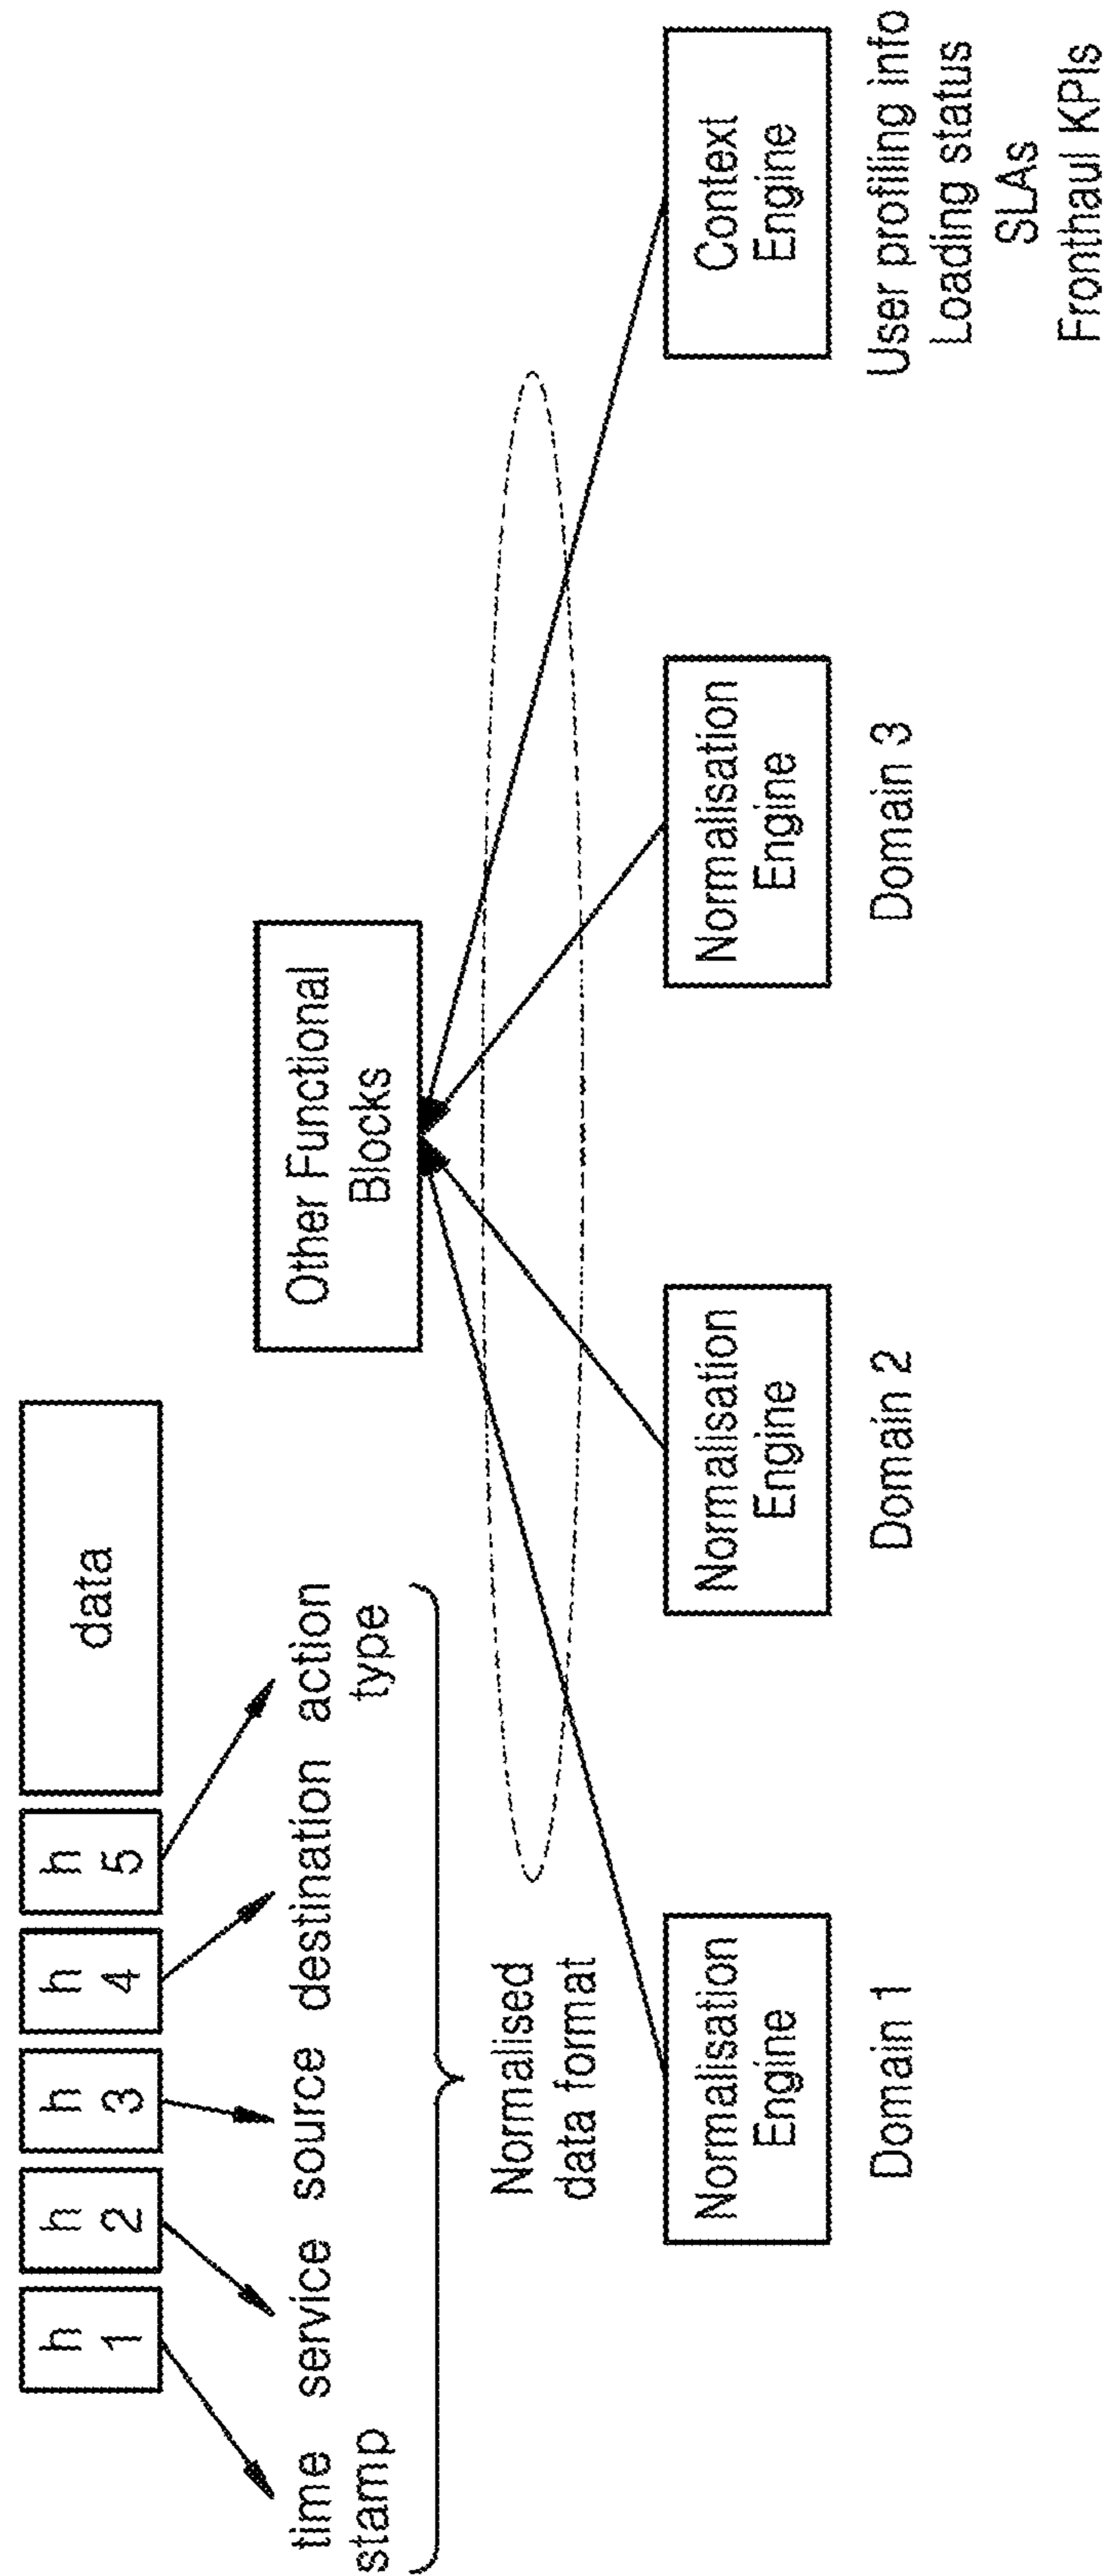 h 1
h 2
h 3
h 4
h 5
data
time stamp
service
source
destination
action type
Normalised
data format
Other Functional
Blocks
Normalisation
Engine
Domain 1
Normalisation
Engine
Domain 2
Normalisation
Engine
Domain 3
Context
Engine
User profiling info
Loading status
SLAs
Fronthaul KPIs